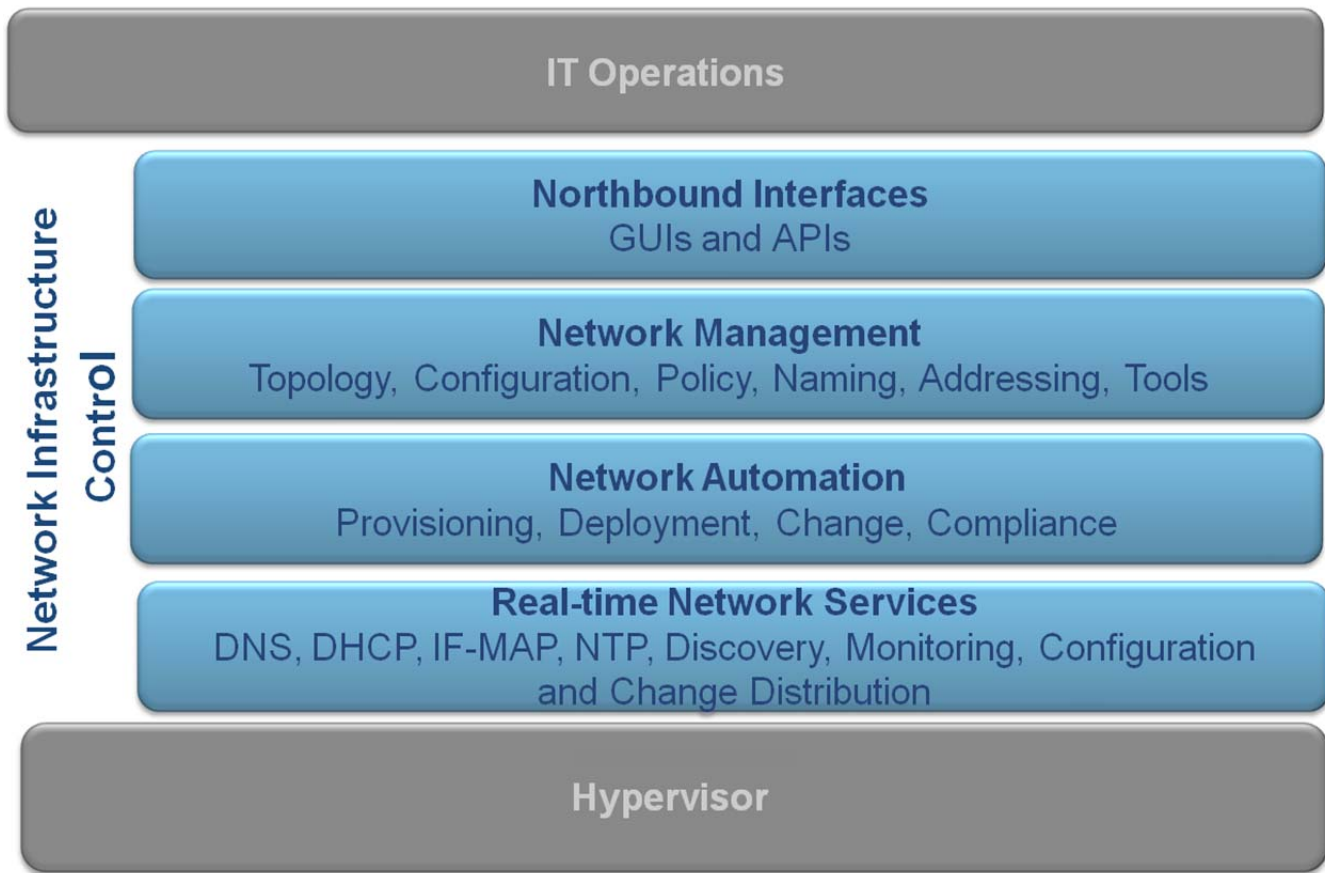 IT Operations
Network Infrastructure
Control
Northbound Interfaces
GUIs and APIs
Network Management
Topology, Configuration, Policy, Naming, Addressing, Tools
Network Automation
Provisioning, Deployment, Change, Compliance
Real-time Network Services
DNS, DHCP, IF-MAP, NTP, Discovery, Monitoring, Configuration
and Change Distribution
Hypervisor